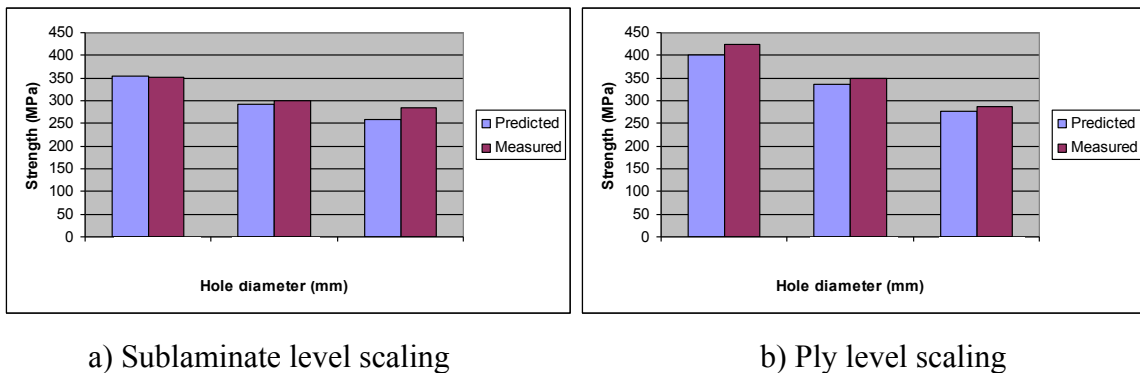 450
400
350
300
250
200
150
100
50
0
Strength (MPa)
Hole diameter (mm)
Predicted
Measured
a) Sublaminate level scaling
450
400
350
300
250
200
150
100
50
0
Strength (MPa)
Hole diameter (mm)
Predicted
Measured
b) Ply level scaling